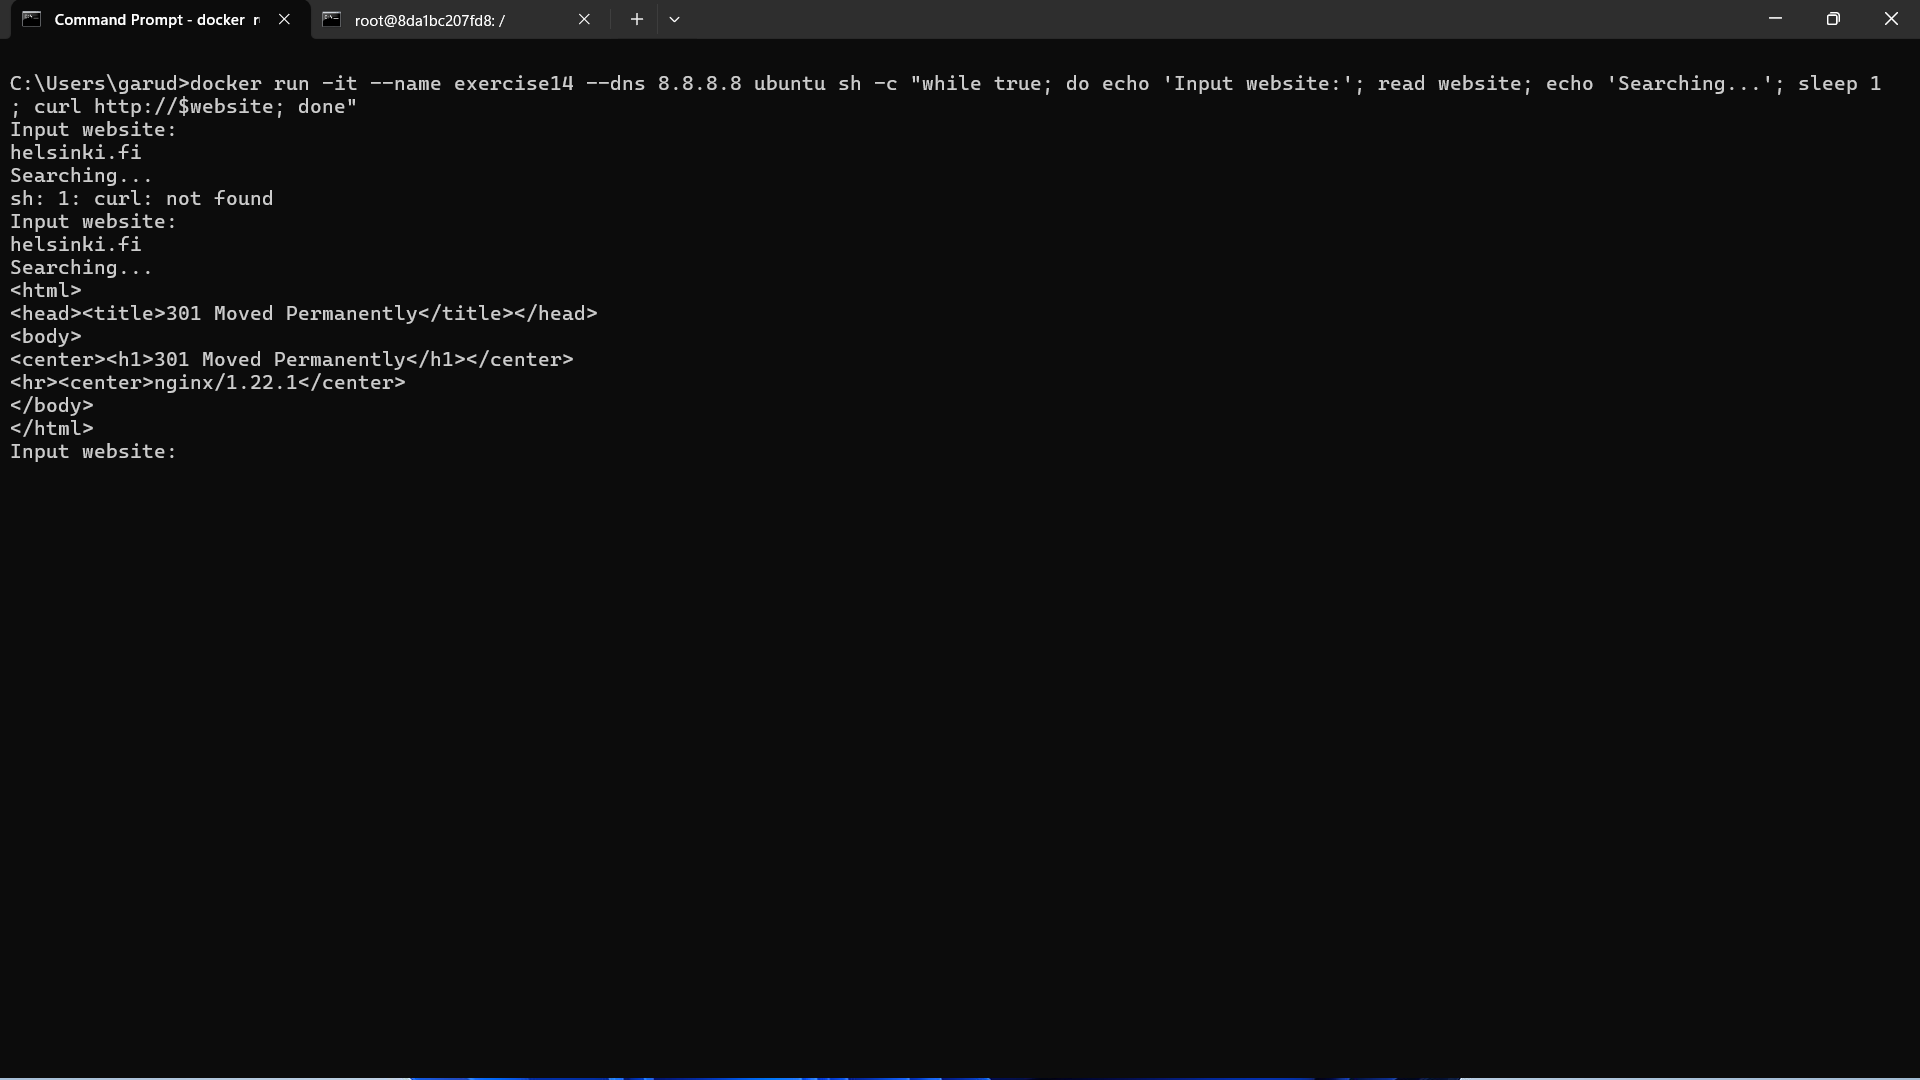 Command Prompt - docker r
root@8da1bc207fd8: /
C:\Users\garud>docker run -it --name exercise14 --dns 8.8.8.8 ubuntu sh -c "while true; do echo 'Input website:'; read website; echo 'Searching...'; sleep 1
; curl http://$website; done"
Input website:
helsinki.fi
Searching...
sh: 1: curl: not found
Input website:
helsinki.fi
Searching...
<html>
<head><title>301 Moved Permanently</title></head>
<body>
<center><h1>301 Moved Permanently</h1></center>
<hr><center>nginx/1.22.1</center>
</body>
</html>
Input website: